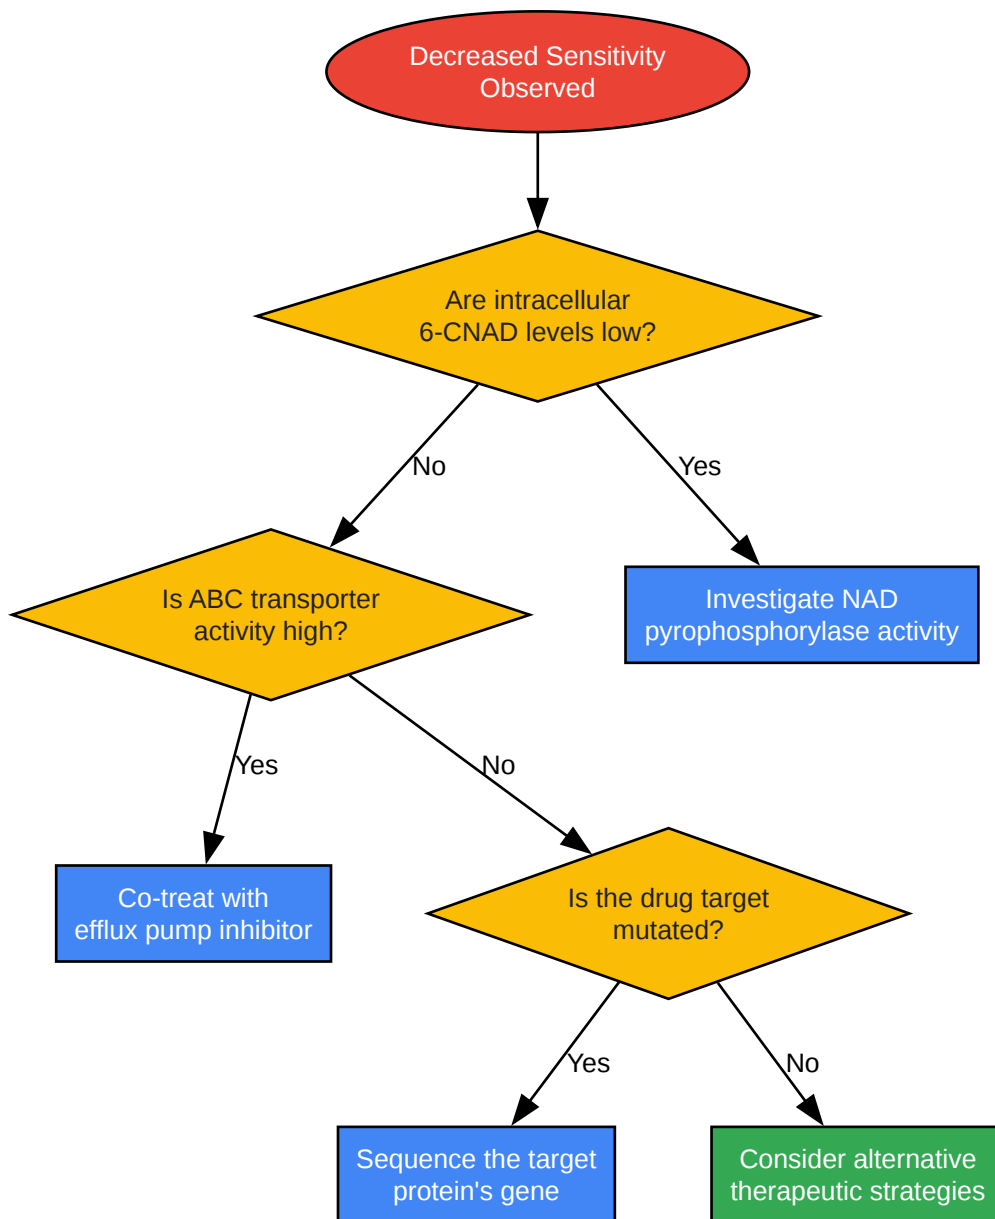 Decreased Sensitivity
Observed
Are intracellular
6-CNAD levels low?
No
Yes
Is ABC transporter
activity high?
Investigate NAD
pyrophosphorylase activity
Yes
No
Co-treat with
efflux pump inhibitor
Is the drug target
mutated?
Yes
No
Sequence the target
protein's gene
Consider alternative
therapeutic strategies